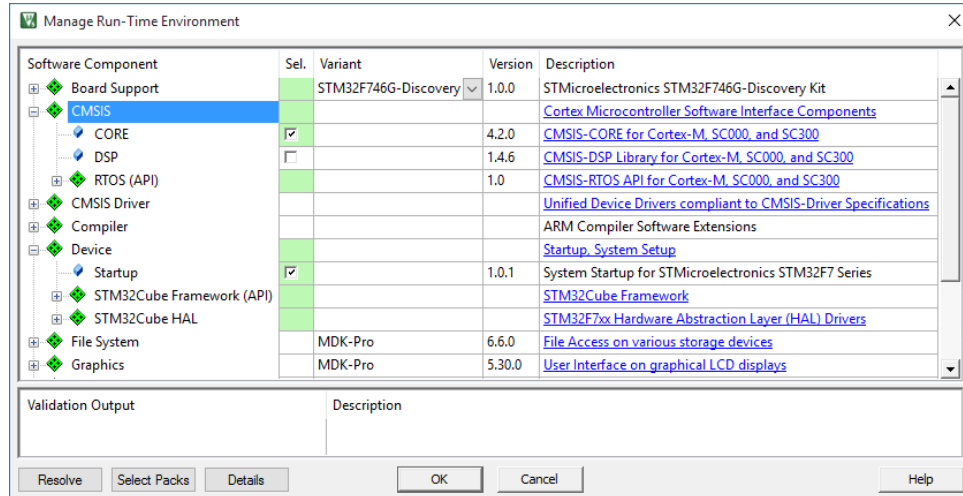 Manage Run-Time Environment
Software Component Sel. Variant Version Description
Board Support STM32F746G-Discovery 1.0.0 STMicroelectronics STM32F746G-Discovery Kit
CMSIS Cortex Microcontroller Software Interface Components
CORE 4.2.0 CMSIS-CORE for Cortex-M, SC000, and SC300
DSP 1.4.6 CMSIS-DSP Library for Cortex-M, SC000, and SC300
RTOS (API) 1.0 CMSIS-RTOS API for Cortex-M, SC000, and SC300
CMSIS Driver Unified Device Drivers compliant to CMSIS-Driver Specifications
Compiler ARM Compiler Software Extensions
Device Startup, System Setup
Startup 1.0.1 System Startup for STMicroelectronics STM32F7 Series
STM32Cube Framework (API) STM32Cube Framework
STM32Cube HAL STM32F7xx Hardware Abstraction Layer (HAL) Drivers
File System MDK-Pro 6.6.0 File Access on various storage devices
Graphics MDK-Pro 5.30.0 User Interface on graphical LCD displays
Validation Output Description
Resolve Select Packs Details OK Cancel Help